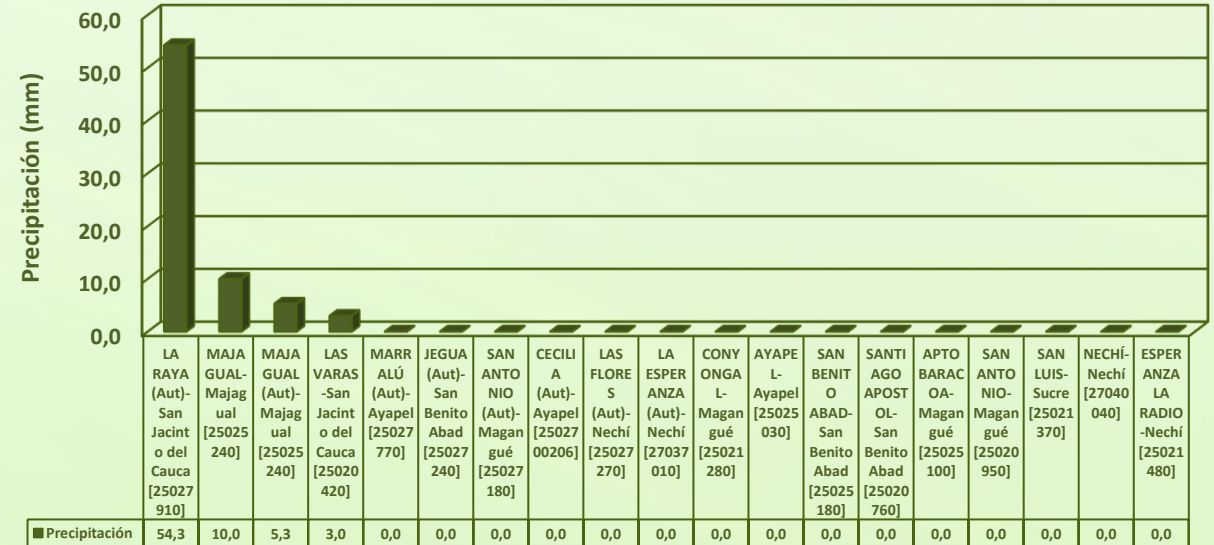 60,0
50,0
40,0
30,0
20,0
10,0
0,0
Precipitación (mm)
LA
RAYA
(Aut)-
San
Jacint
o del
Cauca
[25027
910]
MAJA
GUAL-
Majag
ual
[25025
240]
MAJA
GUAL
(Aut)-
Majag
ual
[25025
240]
LAS
VARAS
-San
Jacint
o del
Cauca
[25020
420]
MARR
ALÚ
(Aut)-
Ayapel
[25027
770]
JEGUA
(Aut)-
San
Benito
Abad
[25027
240]
SAN
ANTO
NIO
(Aut)-
Magan
gué
[25027
180]
CECILI
A
(Aut)-
Ayapel
[25027
00206]
LAS
FLORE
S
(Aut)-
Nechí
[25027
270]
LA
ESPER
ANZA
(Aut)-
Nechí
[27037
010]
CONY
ONGA
L-
Magan
gué
[25021
280]
AYAPE
L-
Ayapel
[25025
030]
SAN
BENIT
O
ABAD-
San
Benito
Abad
[25025
180]
SANTI
AGO
APOST
OL-
San
Benito
Abad
[25020
760]
APTO
BARAC
OA-
Magan
gué
[25025
100]
SAN
ANTO
NIO-
Magan
gué
[25020
950]
SAN
LUIS-
Sucre
[25021
370]
NECHÍ-
Nechí
[27040
040]
ESPER
ANZA
LA
RADIO
-Nechí
[25021
480]
Precipitación 54,3 10,0 5,3 3,0 0,0 0,0 0,0 0,0 0,0 0,0 0,0 0,0 0,0 0,0 0,0 0,0 0,0 0,0 0,0